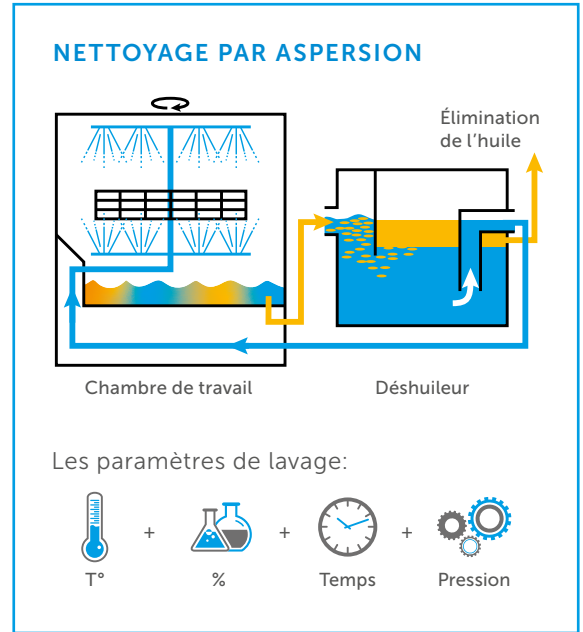 NETTOYAGE PAR ASPERSION
Élimination
de l’huile
Chambre de travail
Déshuileur
Les paramètres de lavage:
+
+
+
T°
%
Temps
Pression